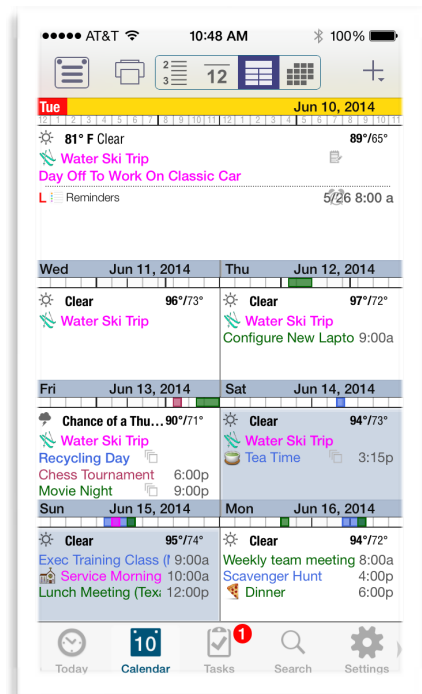 AT&T 10:48 AM 100%
2
3 12
Tue Jun 10, 2014
12 1 2 3 4 5 6 7 8 9 10 11 12 1 2 3 4 5 6 7 8 9 10 11
81° F Clear 89°/65°
Water Ski Trip
Day Off To Work On Classic Car
L Reminders 5/26 8:00 a
Wed Jun 11, 2014 Thu Jun 12, 2014
Clear 96°/73° Clear 97°/72°
Water Ski Trip Water Ski Trip
Configure New Lapto 9:00a
Fri Jun 13, 2014 Sat Jun 14, 2014
Chance of a Thu... 90°/71° Clear 94°/73°
Water Ski Trip Water Ski Trip
Recycling Day Tea Time 3:15p
Chess Tournament 6:00p
Movie Night 9:00p
Sun Jun 15, 2014 Mon Jun 16, 2014
Clear 95°/74° Clear 94°/72°
Exec Training Class (N 9:00a Weekly team meeting 8:00a
Service Morning 10:00a Scavenger Hunt 4:00p
Lunch Meeting (Texa 12:00p Dinner 6:00p
10 1
Today Calendar Tasks Search Settings